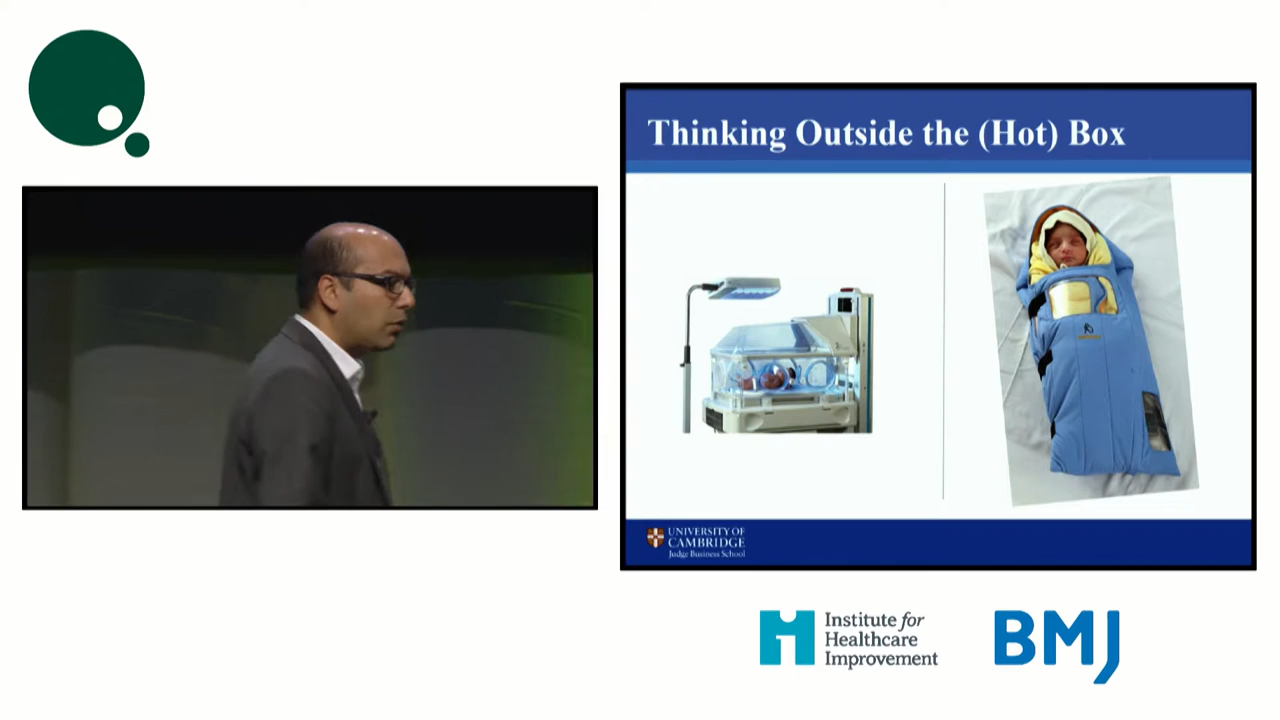 Thinking Outside the (Hot) Box
UNIVERSITY OF
CAMBRIDGE
Judge Business School
Institute for
Healthcare
Improvement
BMJ